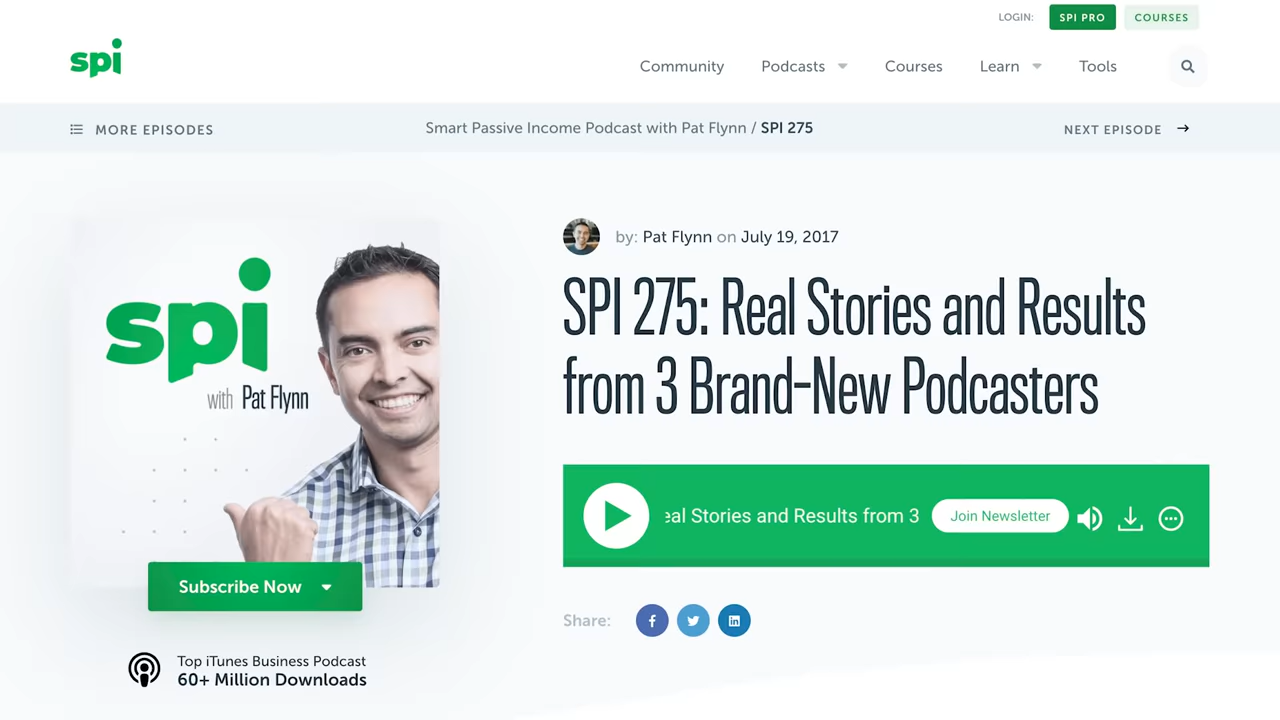 LOGIN: SPI PRO COURSES
spi
Community Podcasts Courses Learn Tools
MORE EPISODES
Smart Passive Income Podcast with Pat Flynn / SPI 275
NEXT EPISODE
spi
with Pat Flynn
Subscribe Now
Top iTunes Business Podcast
60+ Million Downloads
by: Pat Flynn on July 19, 2017
SPI 275: Real Stories and Results
from 3 Brand-New Podcasters
eal Stories and Results from 3
Join Newsletter
Share: